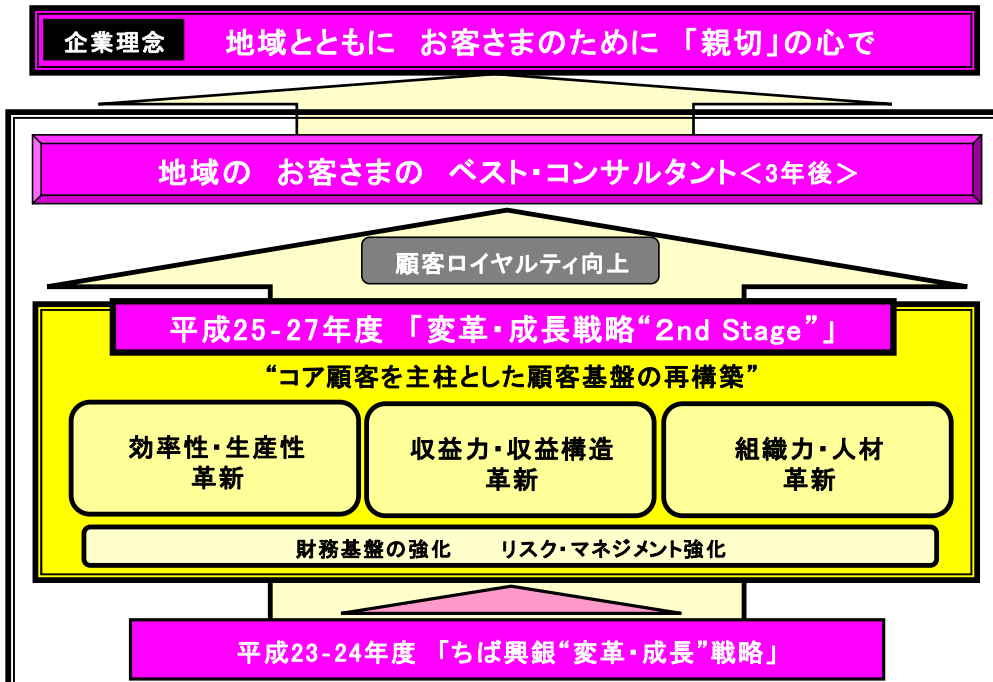 企業理念 地域とともに お客さまのために 「親切」の心で
地域の お客さまの ベスト・コンサルタント＜3年後＞
顧客ロイヤルティ向上
平成25-27年度 「変革・成長戦略“2nd Stage”」
“コア顧客を主柱とした顧客基盤の再構築”
効率性・生産性
革新
収益力・収益構造
革新
組織力・人材
革新
財務基盤の強化 リスク・マネジメント強化
平成23-24年度 「ちば興銀“変革・成長”戦略」